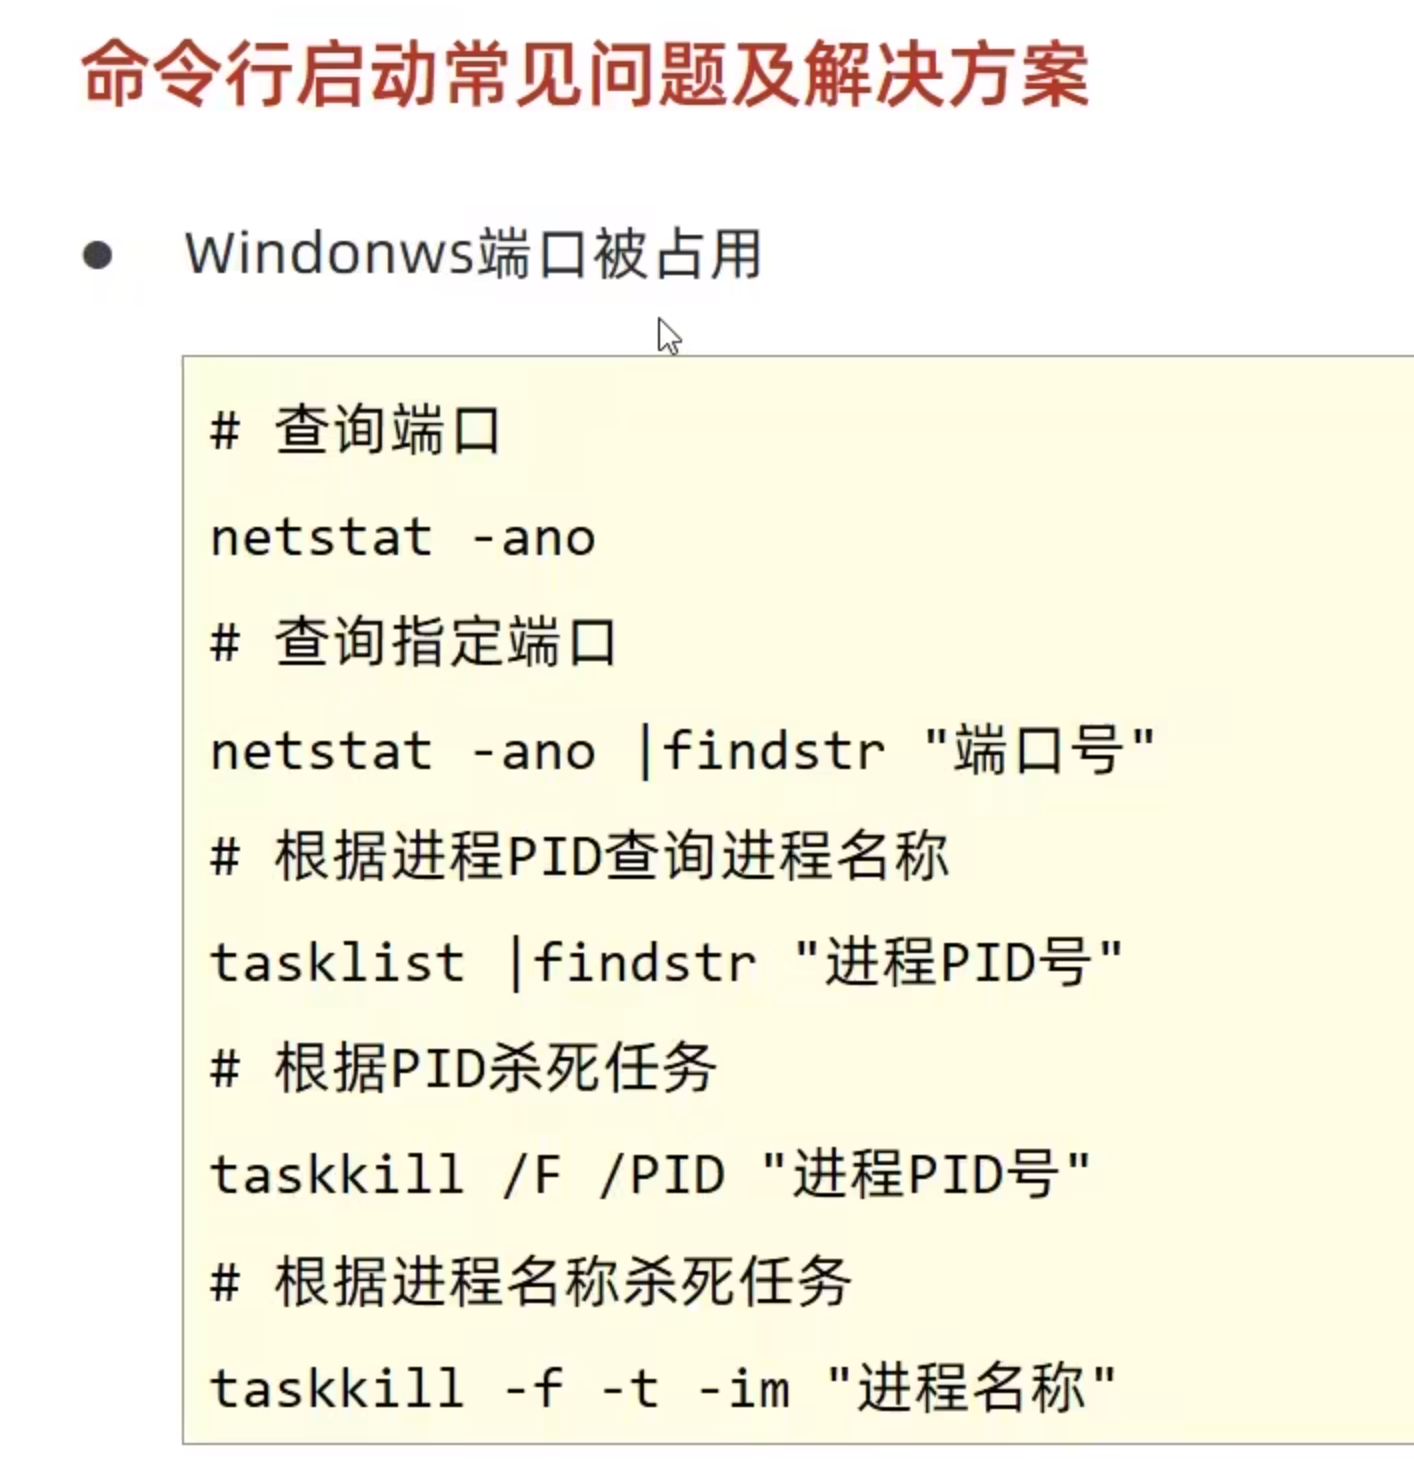 命令行启动常见问题及解决方案
● Windonws端口被占用
# 查询端口
netstat -ano
# 查询指定端口
netstat -ano |findstr "端口号"
# 根据进程PID查询进程名称
tasklist |findstr "进程PID号"
# 根据PID杀死任务
taskkill /F /PID "进程PID号"
# 根据进程名称杀死任务
taskkill -f -t -im "进程名称"